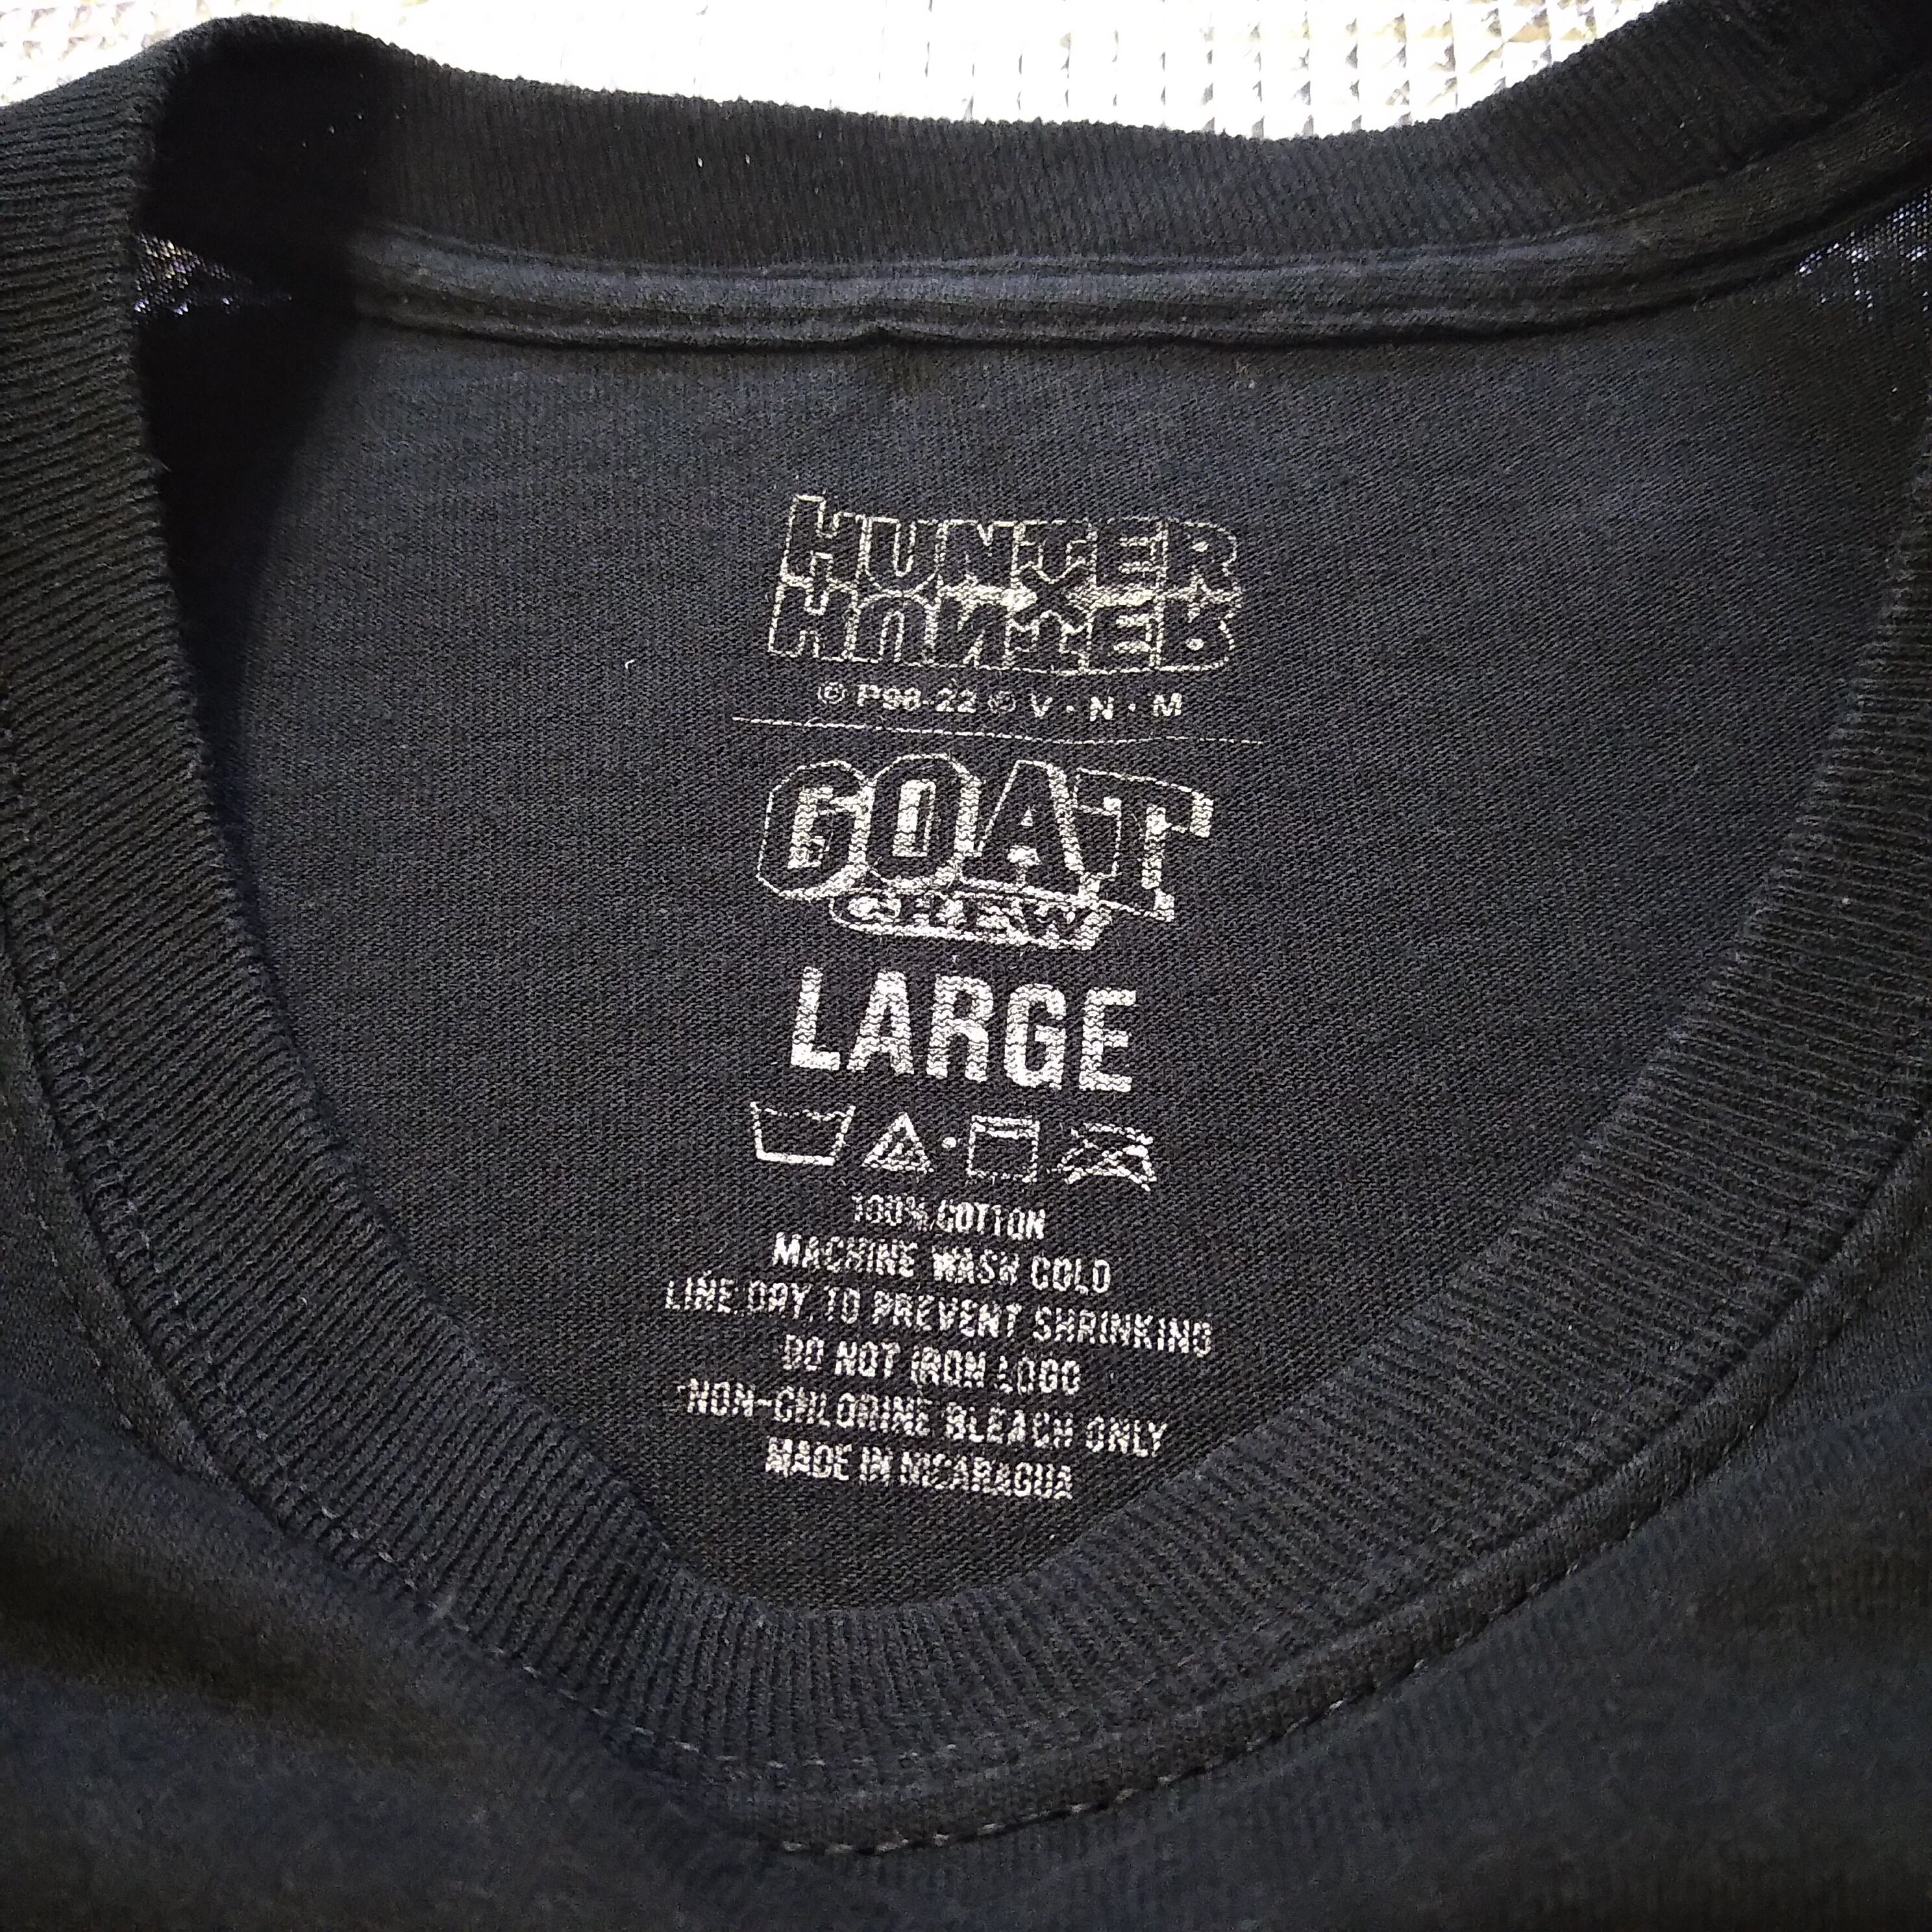 HUNTER
HUNTER
© P98-22 © V · N · M
GOAT
CREW
LARGE
100% COTTON
MACHINE WASH COLD
LINE DRY TO PREVENT SHRINKING
DO NOT IRON LOGO
NON-CHLORINE BLEACH ONLY
MADE IN NICARAGUA